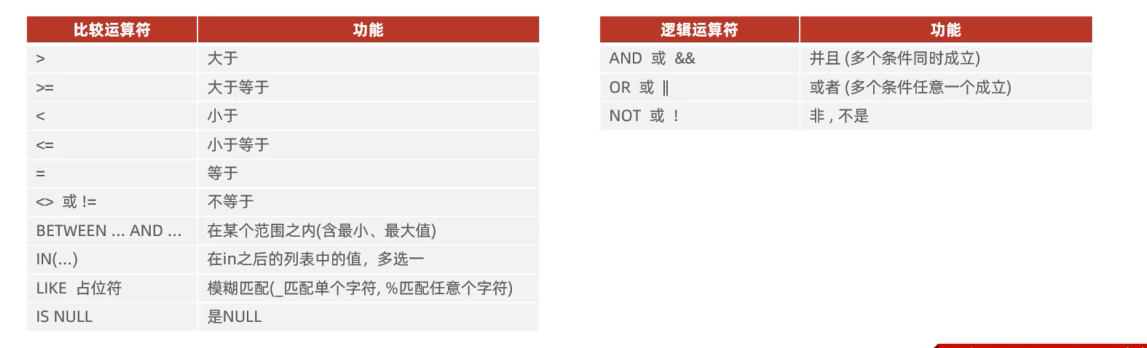 比较运算符 功能
> 大于
>= 大于等于
< 小于
<= 小于等于
= 等于
<> 或 != 不等于
BETWEEN ... AND ... 在某个范围之内(含最小、最大值)
IN(...) 在in之后的列表中的值，多选一
LIKE 占位符 模糊匹配(_匹配单个字符, %匹配任意个字符)
IS NULL 是NULL
逻辑运算符 功能
AND 或 && 并且 (多个条件同时成立)
OR 或 || 或者 (多个条件任意一个成立)
NOT 或 ! 非 , 不是